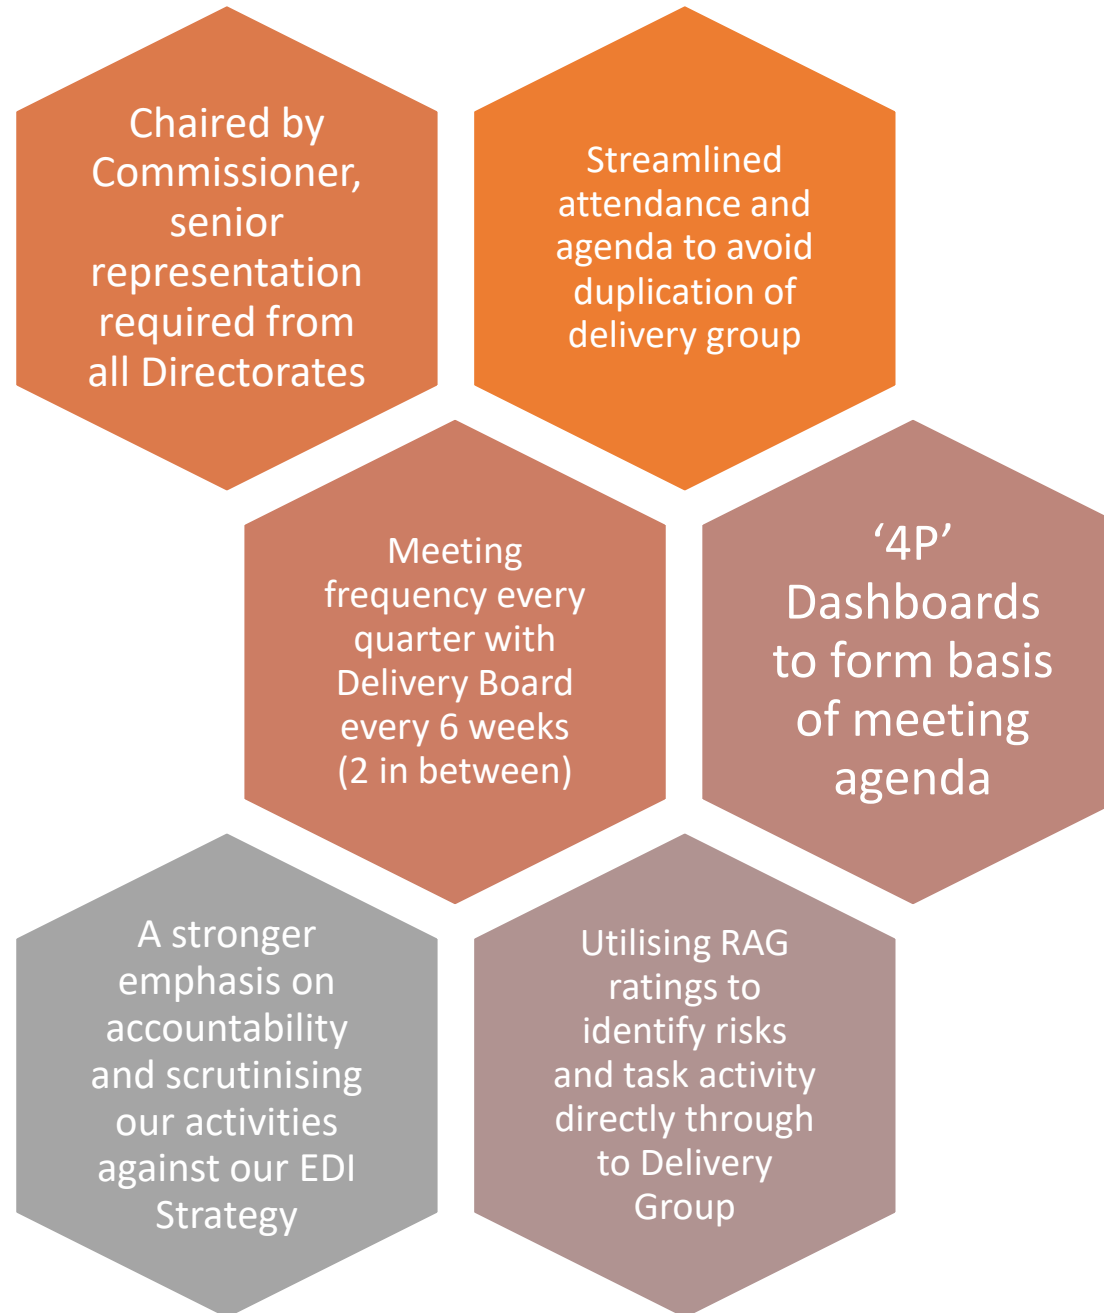 Chaired by
Commissioner,
senior
representation
required from
all Directorates
Streamlined
attendance and
agenda to avoid
duplication of
delivery group
Meeting
frequency every
quarter with
Delivery Board
every 6 weeks
(2 in between)
‘4P’
Dashboards
to form basis
of meeting
agenda
A stronger
emphasis on
accountability
and scrutinising
our activities
against our EDI
Strategy
Utilising RAG
ratings to
identify risks
and task activity
directly through
to Delivery
Group